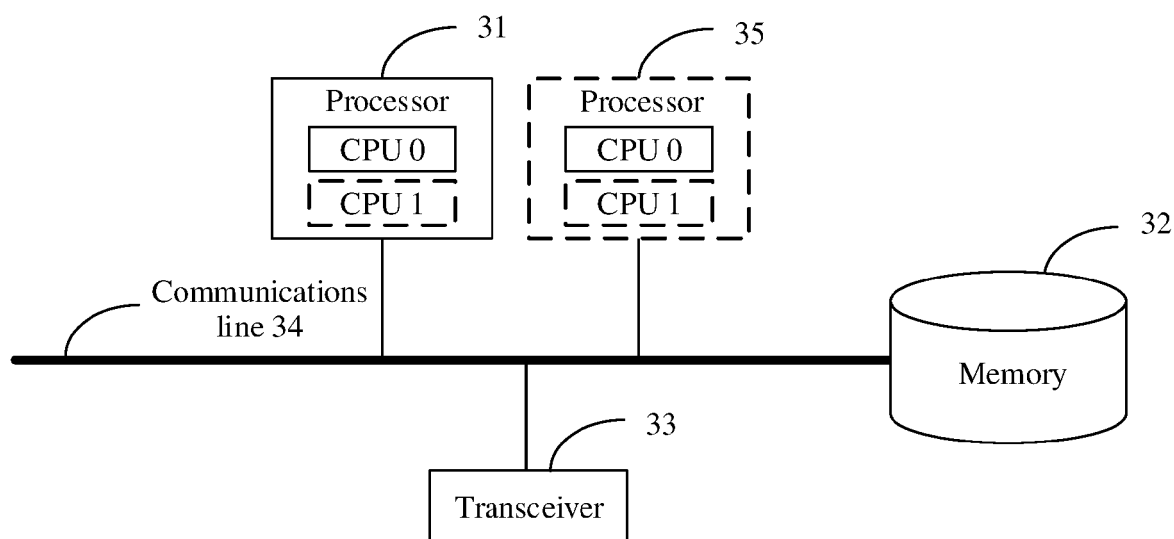 31
35
Processor
CPU 0
CPU 1
Processor
CPU 0
CPU 1
32
Communications
line 34
Memory
33
Transceiver